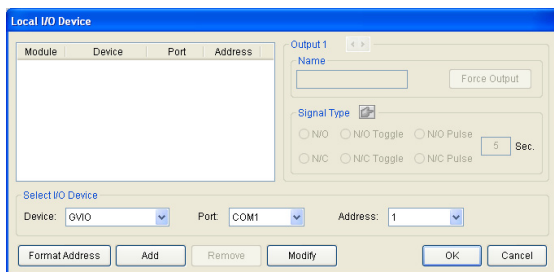 Local I/O Device
Module Device Port Address
Output 1
Name
Force Output
Signal Type
N/O N/O Toggle N/O Pulse
5 Sec.
N/C N/C Toggle N/C Pulse
Select I/O Device
Device: GVIO Port: COM1 Address: 1
Format Address Add Remove Modify OK Cancel